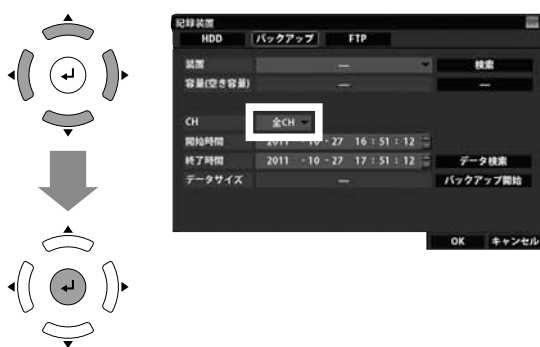 記録装置
HDD バックアップ FTP
装置 — 検索
容量(空き容量) — —
CH 全CH
開始時間 2011 - 10 - 27 16 : 51 : 12
終了時間 2011 - 10 - 27 17 : 51 : 12 データ検索
データサイズ — バックアップ開始
OK キャンセル